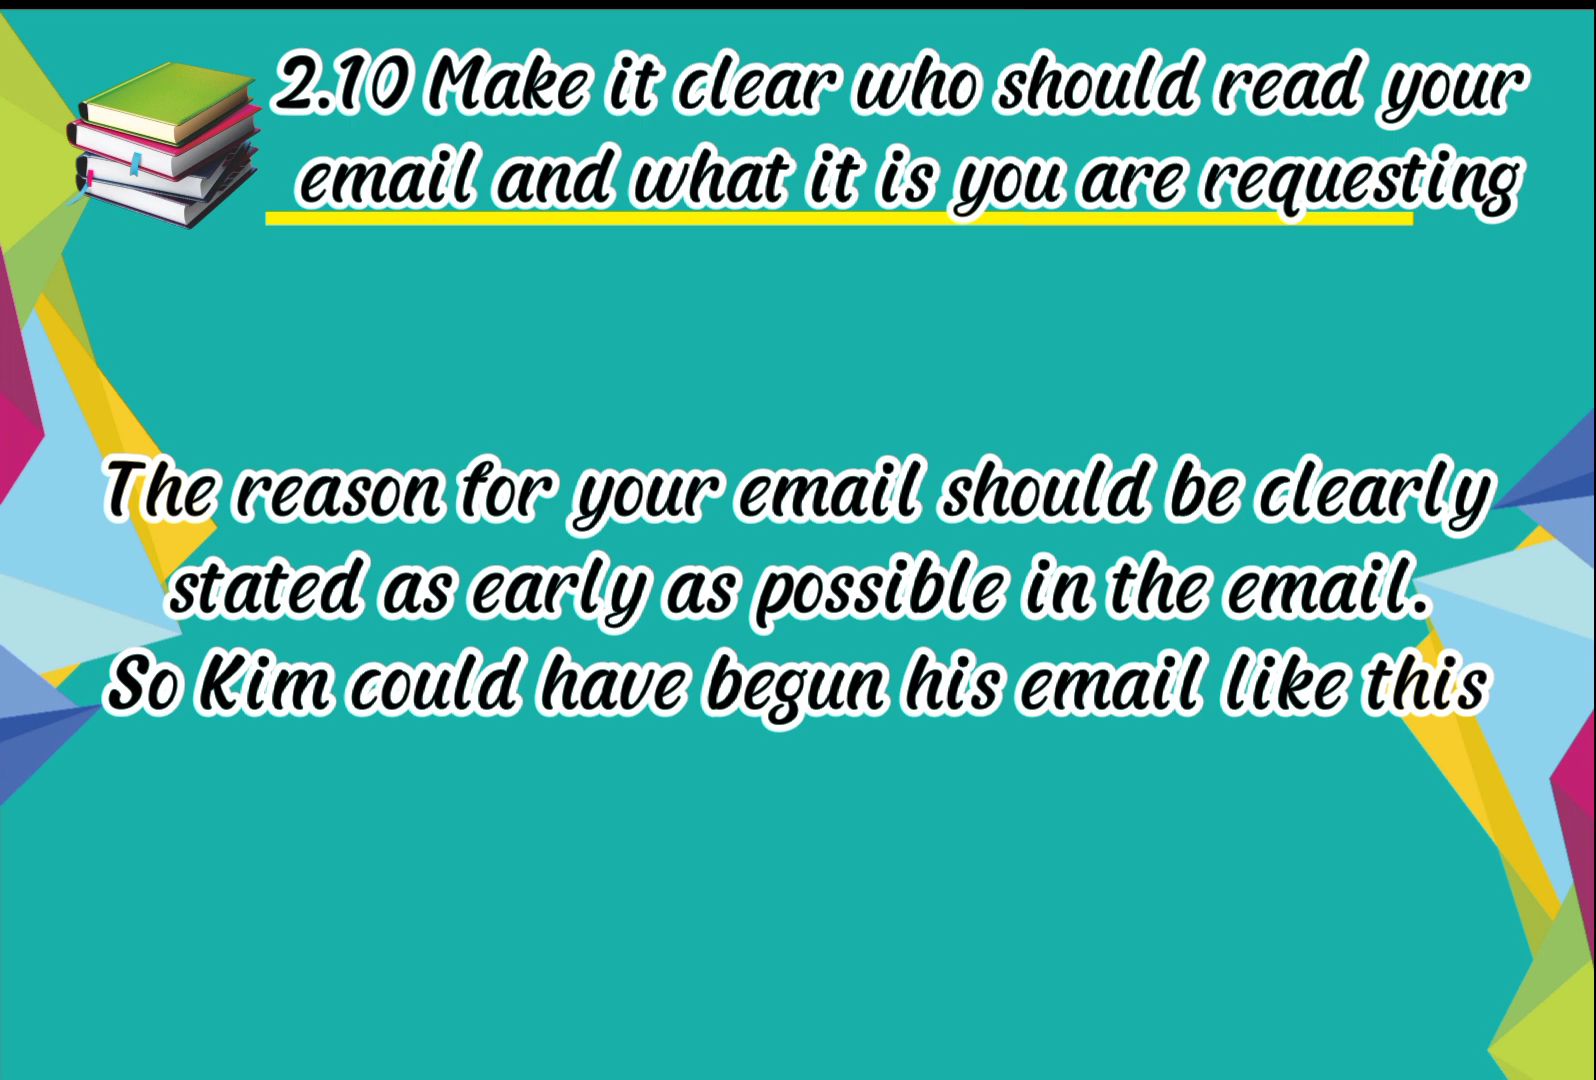 2.10 Make it clear who should read your
email and what it is you are requesting
The reason for your email should be clearly
stated as early as possible in the email.
So Kim could have begun his email like this